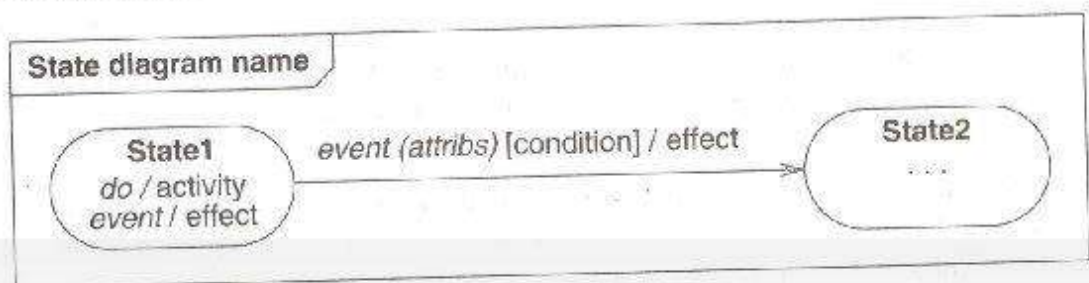 State diagram name
State1
do / activity
event / effect
event (attribs) [condition] / effect
State2
. . .